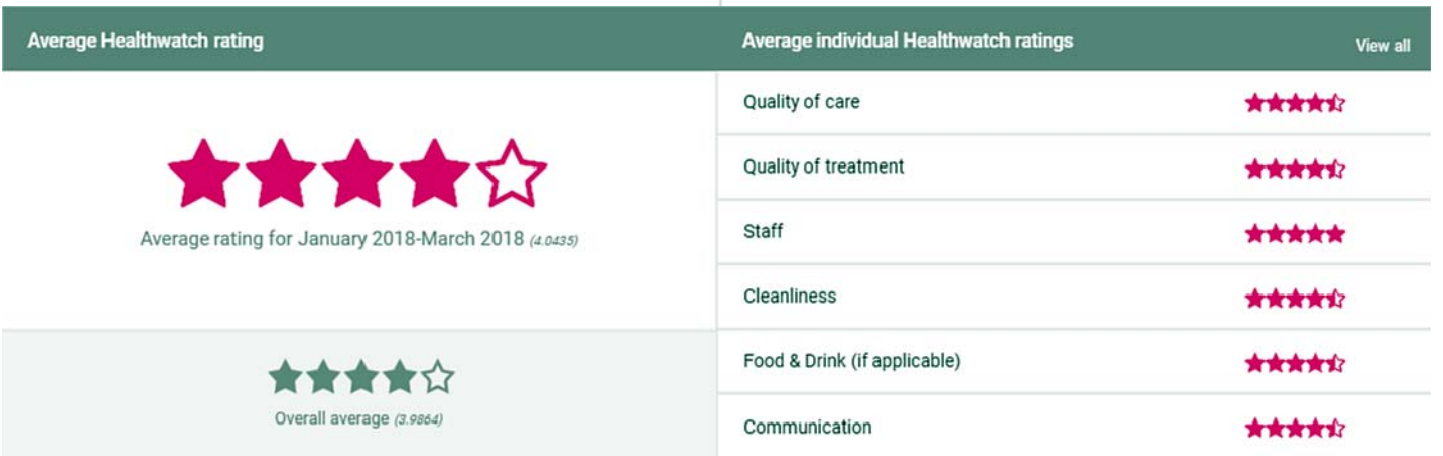 Average Healthwatch rating
Average rating for January 2018-March 2018 (4.0435)
Overall average (3.9864)
Average individual Healthwatch ratings View all
Quality of care
Quality of treatment
Staff
Cleanliness
Food & Drink (if applicable)
Communication